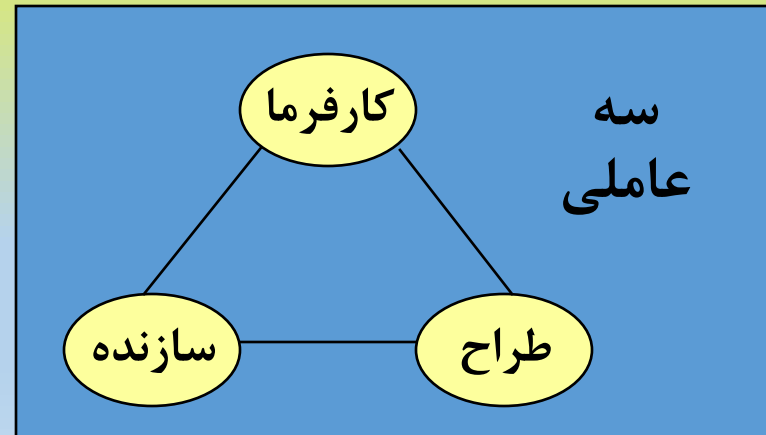 سه
عاملی
کارفرما
طراح
سازنده